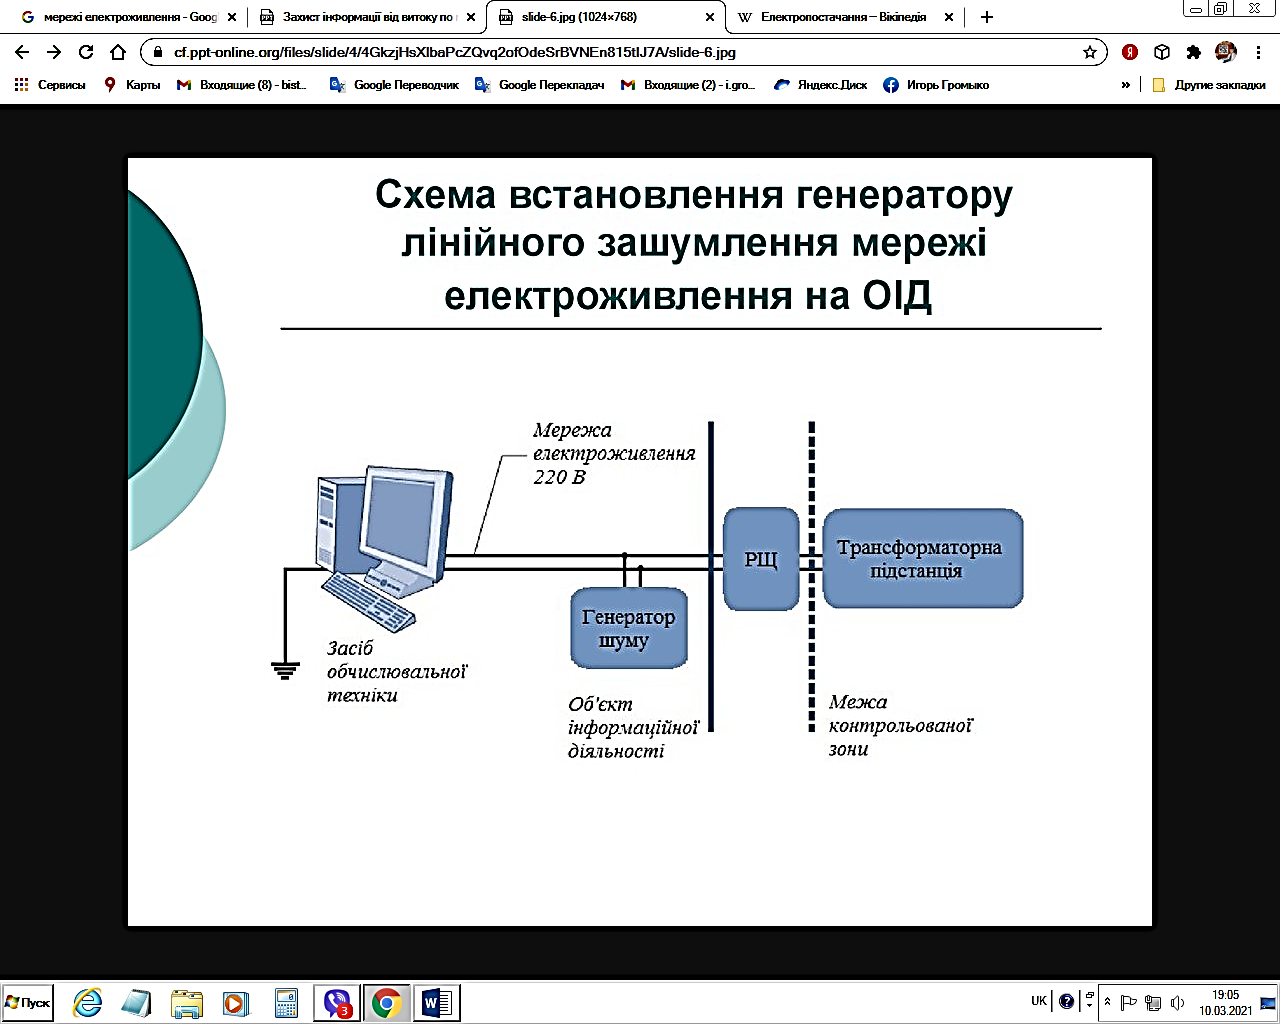 мережі електроживлення - Goog
Захист інформації від витоку по
slide-6.jpg (1024×768)
Електропостачання – Вікіпедія
cf.ppt-online.org/files/slide/4/4GkzjHsXlbaPcZQvq2ofOdeSrBVNEn815tIJ7A/slide-6.jpg
Сервисы
Карты
Входящие (8) - bist...
Google Переводчик
Google Перекладач
Входящие (2) - i.gro...
Яндекс.Диск
Игорь Громыко
»
Другие закладки
Схема встановлення генератору
лінійного зашумлення мережі
електроживлення на ОІД
Мережа
електроживлення
220 В
РЩ
Трансформаторна
підстанція
Генератор
шуму
Засіб
обчислювальної
техніки
Об'єкт
інформаційної
діяльності
Межа
контрольованої
зони
Пуск
3
UK
19:05
10.03.2021